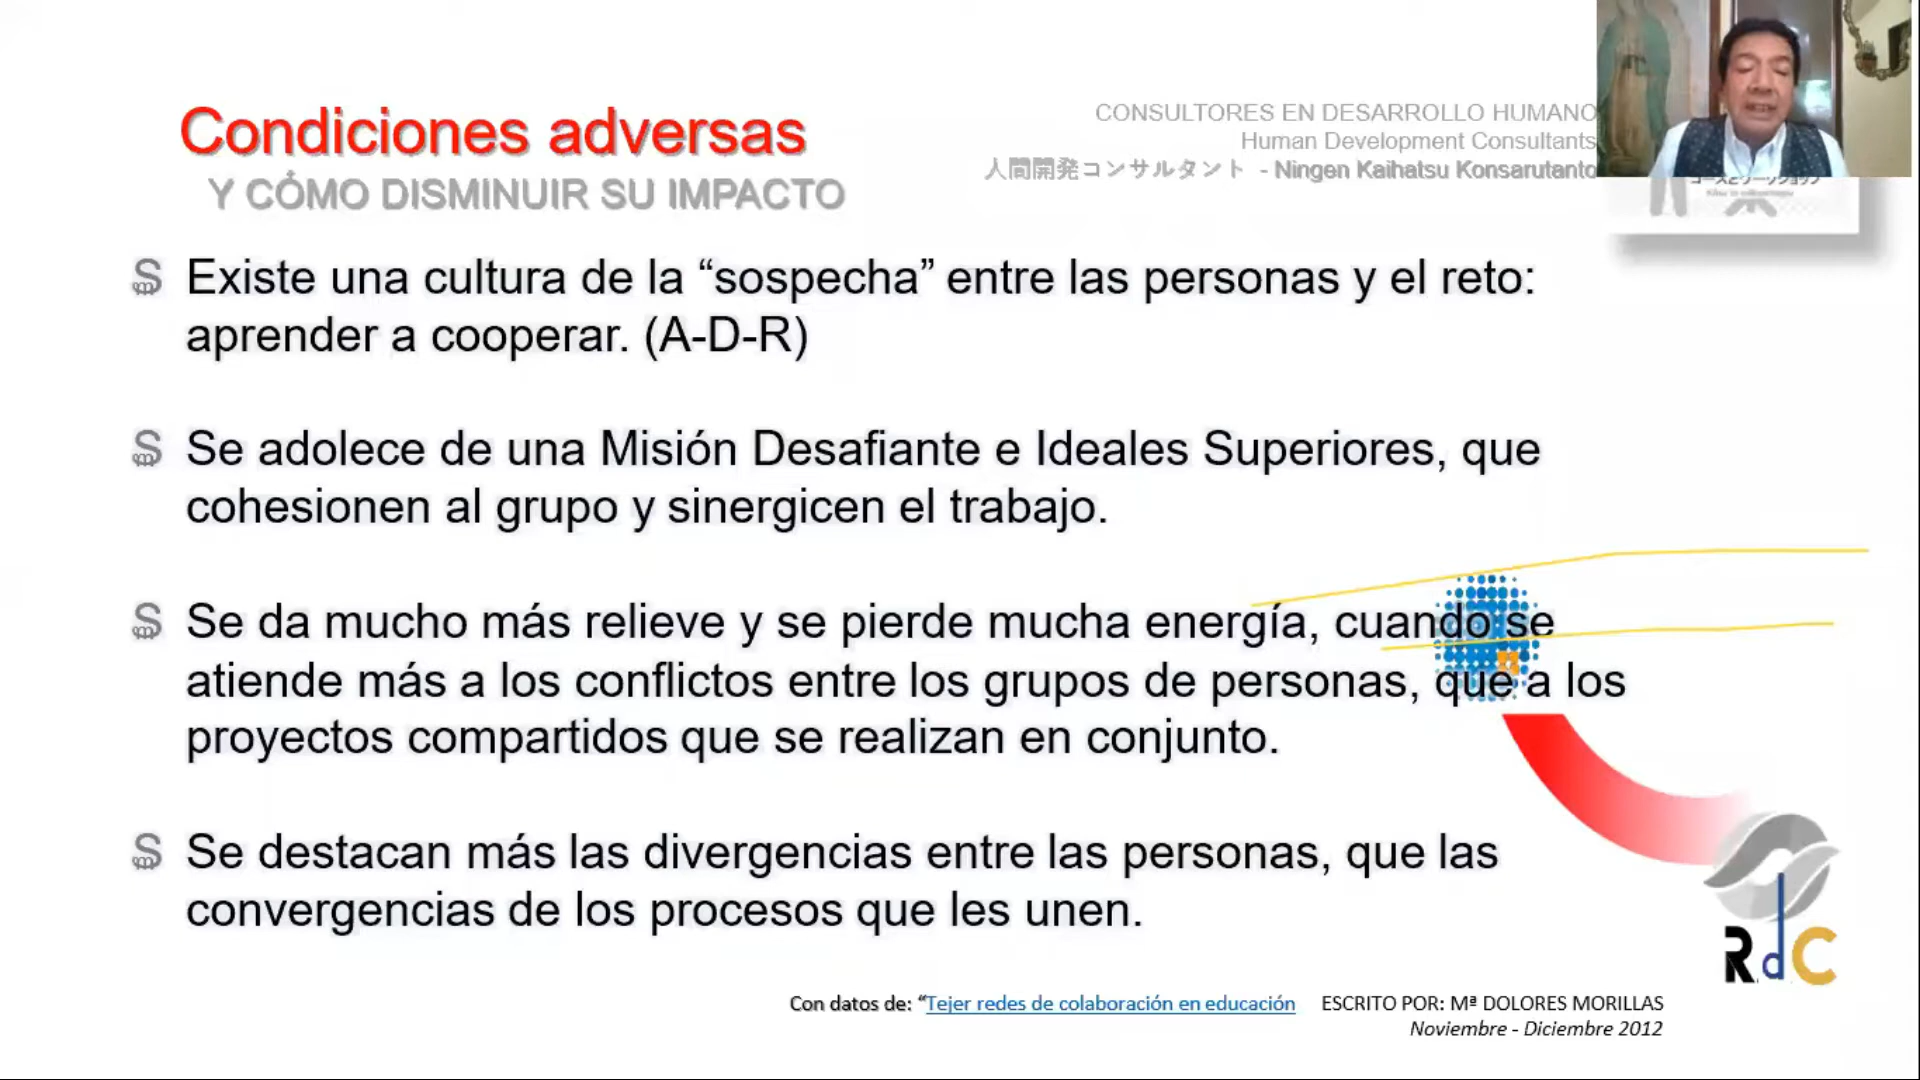 Condiciones adversas
Y CÓMO DISMINUIR SU IMPACTO
CONSULTORES EN DESARROLLO HUMANO
Human Development Consultants
人間開発コンサルタント - Ningen Kaihatsu Konsarutanto
Existe una cultura de la “sospecha” entre las personas y el reto:
aprender a cooperar. (A-D-R)
Se adolece de una Misión Desafiante e Ideales Superiores, que
cohesionen al grupo y sinergicen el trabajo.
Se da mucho más relieve y se pierde mucha energía, cuando se
atiende más a los conflictos entre los grupos de personas, que a los
proyectos compartidos que se realizan en conjunto.
Se destacan más las divergencias entre las personas, que las
convergencias de los procesos que les unen.
RdC
Con datos de: “Tejer redes de colaboración en educación ESCRITO POR: Mª DOLORES MORILLAS
Noviembre - Diciembre 2012